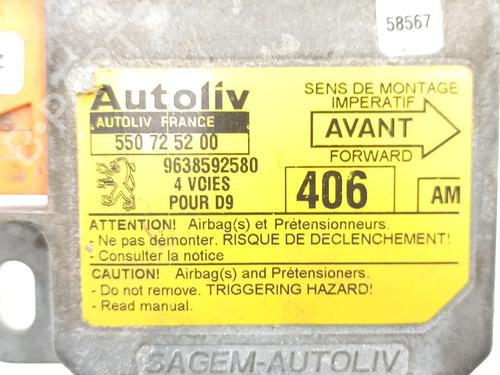 58567
Autoliv
AUTOLIV FRANCE
550 72 52 00
9638592580
4 VOIES
POUR D9
SENS DE MONTAGE
IMPERATIF
AVANT
FORWARD
406
AM
ATTENTION! Airbag(s) et Prétensionneurs.
- Ne pas démonter. RISQUE DE DECLENCHEMENT!
- Consulter la notice
CAUTION! Airbag(s) and Prétensioners.
- Do not remove. TRIGGERING HAZARD!
- Read manual.
SAGEM-AUTOLIV